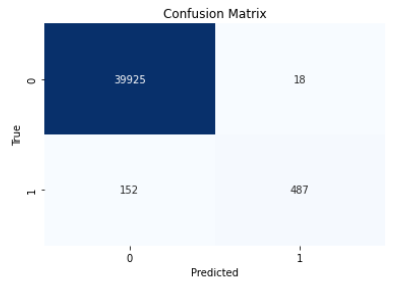 Confusion Matrix
True
0
39925
18
1
152
487
0
1
Predicted